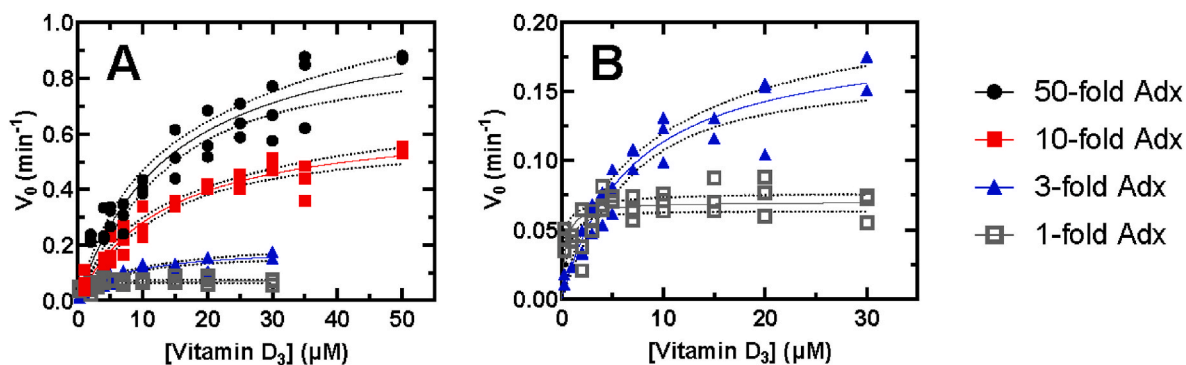 A
V₀ (min⁻¹)
1.0
0.8
0.6
0.4
0.2
0.0
0 10 20 30 40 50
[Vitamin D₃] (µM)
B
V₀ (min⁻¹)
0.20
0.15
0.10
0.05
0.00
0 10 20 30
[Vitamin D₃] (µM)
50-fold Adx
10-fold Adx
3-fold Adx
1-fold Adx